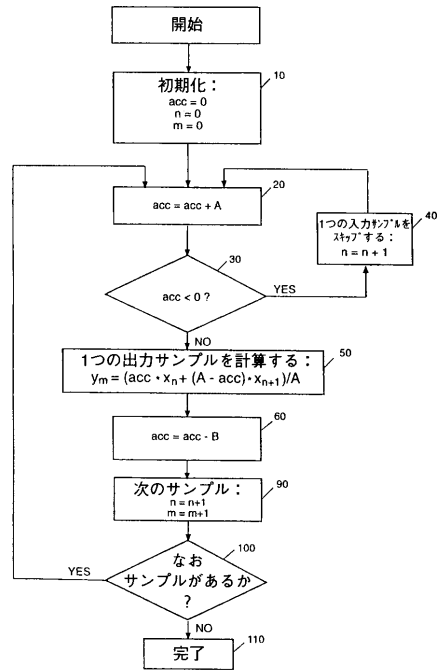 開始
初期化：
acc = 0
n = 0
m = 0
10
acc = acc + A
20
1つの入力サンプルを
スキップする：
n = n + 1
40
acc < 0 ?
30
YES
NO
1つの出力サンプルを計算する：
yₘ = (acc・xₙ + (A - acc)・xₙ₊₁)/A
50
acc = acc - B
60
次のサンプル：
n = n+1
m = m+1
90
なお
サンプルがあるか
?
100
YES
NO
完了
110